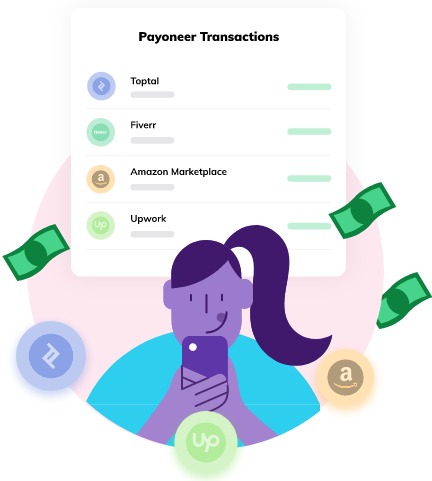 Payoneer Transactions
Toptal
fiverr
Fiverr
a
Amazon Marketplace
up
Upwork
a
up